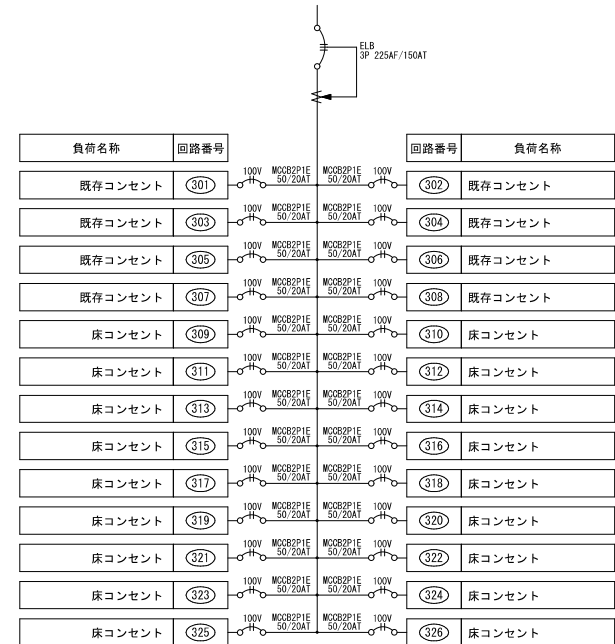 ELB
3P 225AF/150AT
負荷名称 回路番号 回路番号 負荷名称
既存コンセント 301 100V MCCB2P1E 50/20AT MCCB2P1E 50/20AT 100V 302 既存コンセント
既存コンセント 303 100V MCCB2P1E 50/20AT MCCB2P1E 50/20AT 100V 304 既存コンセント
既存コンセント 305 100V MCCB2P1E 50/20AT MCCB2P1E 50/20AT 100V 306 既存コンセント
既存コンセント 307 100V MCCB2P1E 50/20AT MCCB2P1E 50/20AT 100V 308 既存コンセント
床コンセント 309 100V MCCB2P1E 50/20AT MCCB2P1E 50/20AT 100V 310 床コンセント
床コンセント 311 100V MCCB2P1E 50/20AT MCCB2P1E 50/20AT 100V 312 床コンセント
床コンセント 313 100V MCCB2P1E 50/20AT MCCB2P1E 50/20AT 100V 314 床コンセント
床コンセント 315 100V MCCB2P1E 50/20AT MCCB2P1E 50/20AT 100V 316 床コンセント
床コンセント 317 100V MCCB2P1E 50/20AT MCCB2P1E 50/20AT 100V 318 床コンセント
床コンセント 319 100V MCCB2P1E 50/20AT MCCB2P1E 50/20AT 100V 320 床コンセント
床コンセント 321 100V MCCB2P1E 50/20AT MCCB2P1E 50/20AT 100V 322 床コンセント
床コンセント 323 100V MCCB2P1E 50/20AT MCCB2P1E 50/20AT 100V 324 床コンセント
床コンセント 325 100V MCCB2P1E 50/20AT MCCB2P1E 50/20AT 100V 326 床コンセント